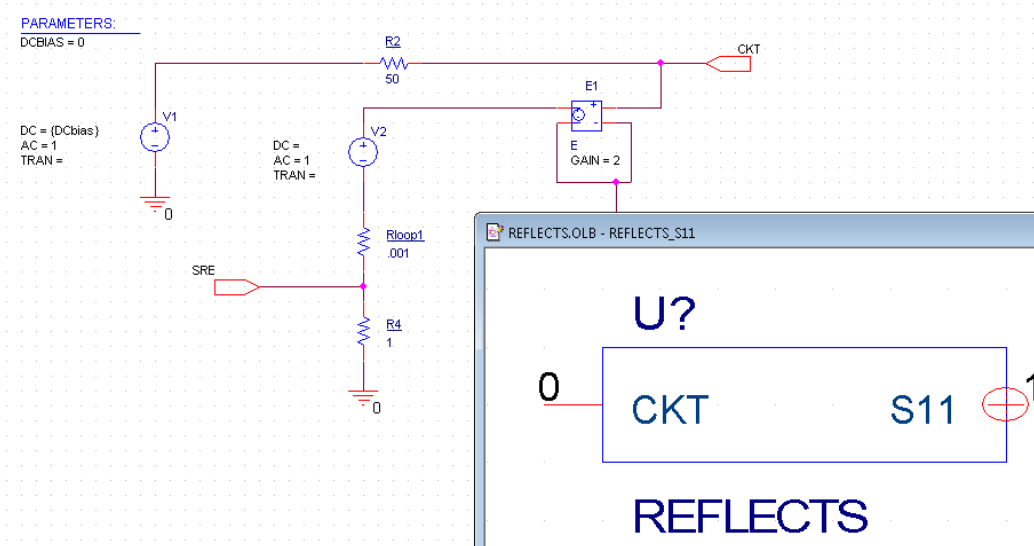 PARAMETERS:
DCBIAS = 0
R2
50
CKT
V1
DC = {DCbias}
AC = 1
TRAN =
0
V2
DC =
AC = 1
TRAN =
E1
+
-
E
GAIN = 2
Rloop1
.001
SRE
R4
1
0
REFLECTS.OLB - REFLECTS_S11
U?
0
CKT
S11
1
REFLECTS